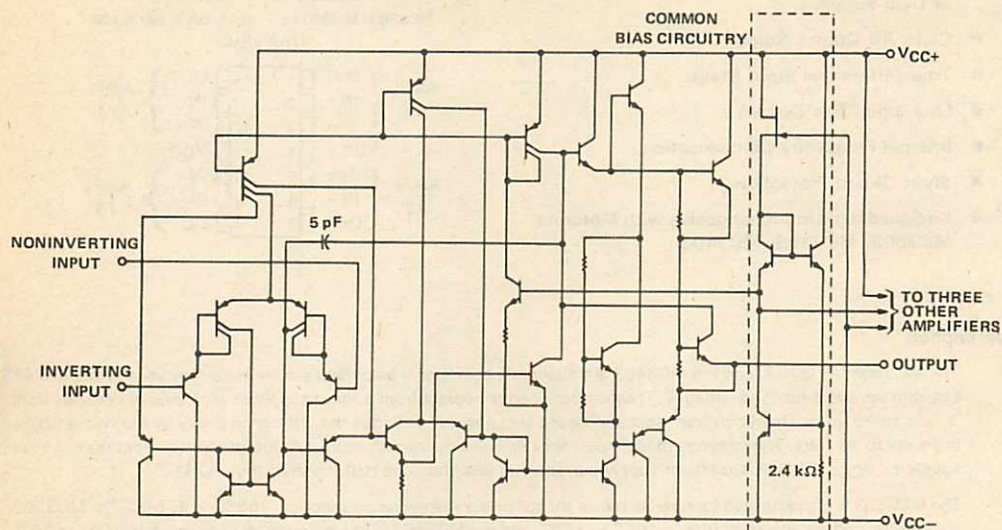 COMMON
BIAS CIRCUITRY
VCC+
5 pF
NONINVERTING
INPUT
TO THREE
OTHER
AMPLIFIERS
INVERTING
INPUT
OUTPUT
2.4 kΩ
VCC−